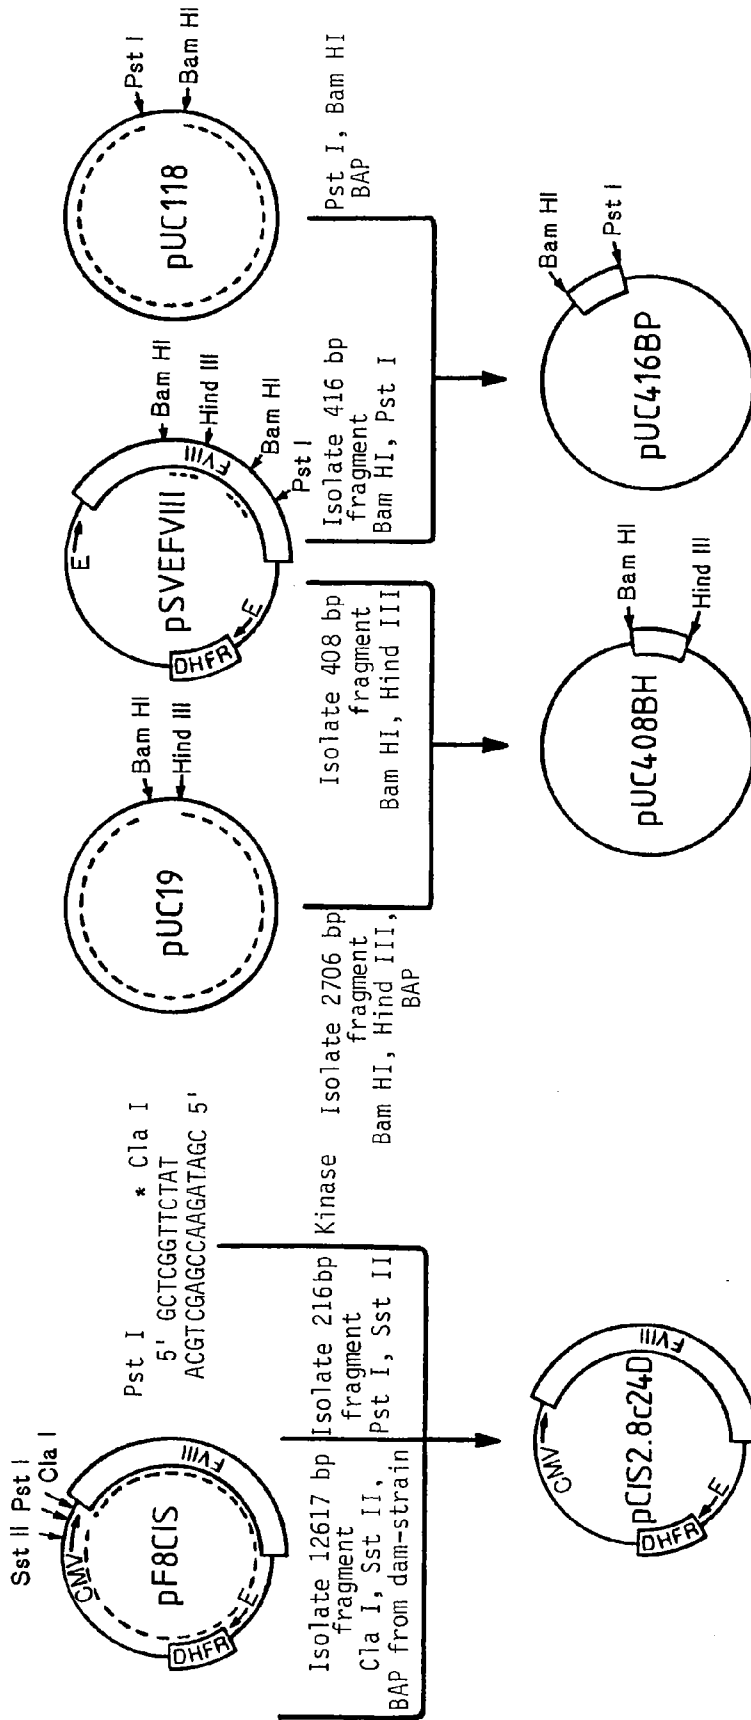 Sst II Pst I
Cla I
CMV
FVIII
pF8CIS
DHFR
E
Pst I * Cla I
5' GCTCGGTTCTAT
ACGTCGAGCCAAGATAGC 5'
Isolate 12617 bp
fragment
Cla I, Sst II,
BAP from dam-strain
Isolate 216bp
fragment
Pst I, Sst II
Kinase
CMV
FVIII
pCIS2.8c24D
DHFR
E
pUC19
Bam HI
Hind III
Isolate 2706 bp
fragment
Bam HI, Hind III,
BAP
E
FVIII
pSVEFVIII
DHFR
E
Bam HI
Hind III
Bam HI
Pst I
Isolate 408 bp
fragment
Bam HI, Hind III
Isolate 416 bp
fragment
Bam HI, Pst I
pUC118
Pst I
Bam HI
Pst I, Bam HI
BAP
pUC408BH
Bam HI
Hind III
pUC416BP
Bam HI
Pst I